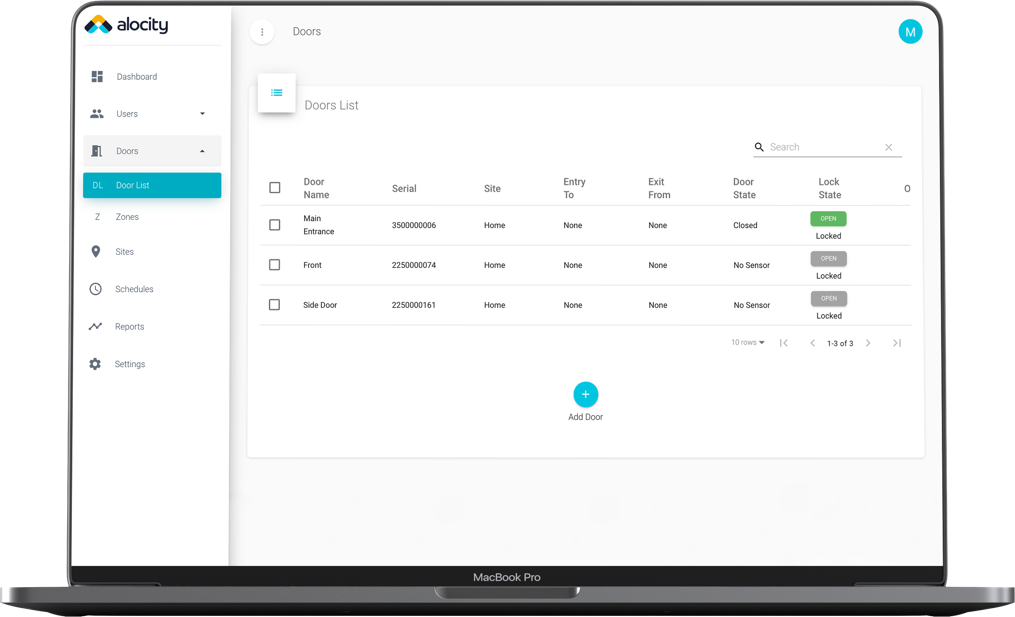 alocity
Doors
M
Dashboard
Users
Doors
DL Door List
Z Zones
Sites
Schedules
Reports
Settings
Doors List
Search
Door Name Serial Site Entry To Exit From Door State Lock State O
Main Entrance 3500000006 Home None None Closed OPEN Locked
Front 2250000074 Home None None No Sensor OPEN Locked
Side Door 2250000161 Home None None No Sensor OPEN Locked
10 rows 1-3 of 3
+
Add Door
MacBook Pro